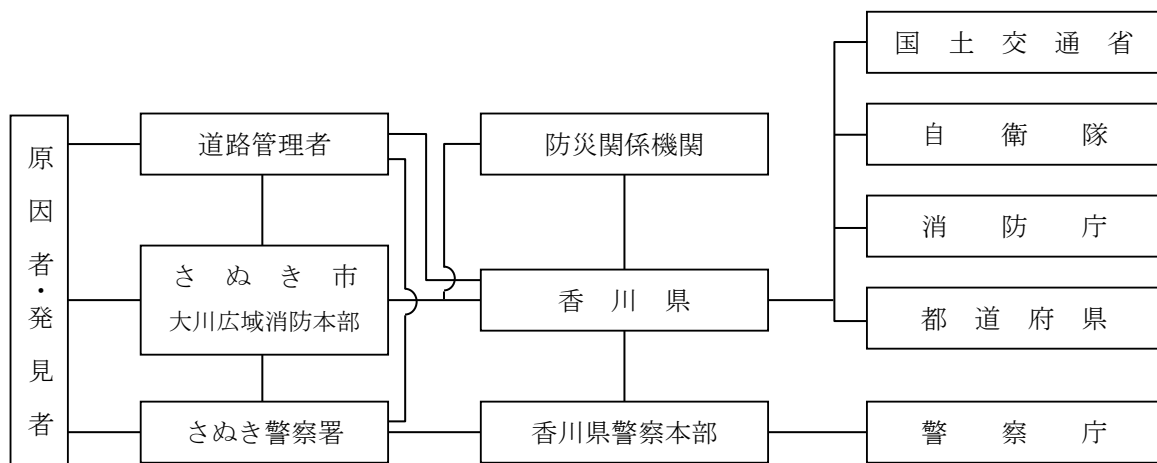 国土交通省
道路管理者
防災関係機関
自衛隊
原因者・発見者
消防庁
さぬき市
大川広域消防本部
香川県
都道府県
さぬき警察署
香川県警察本部
警察庁